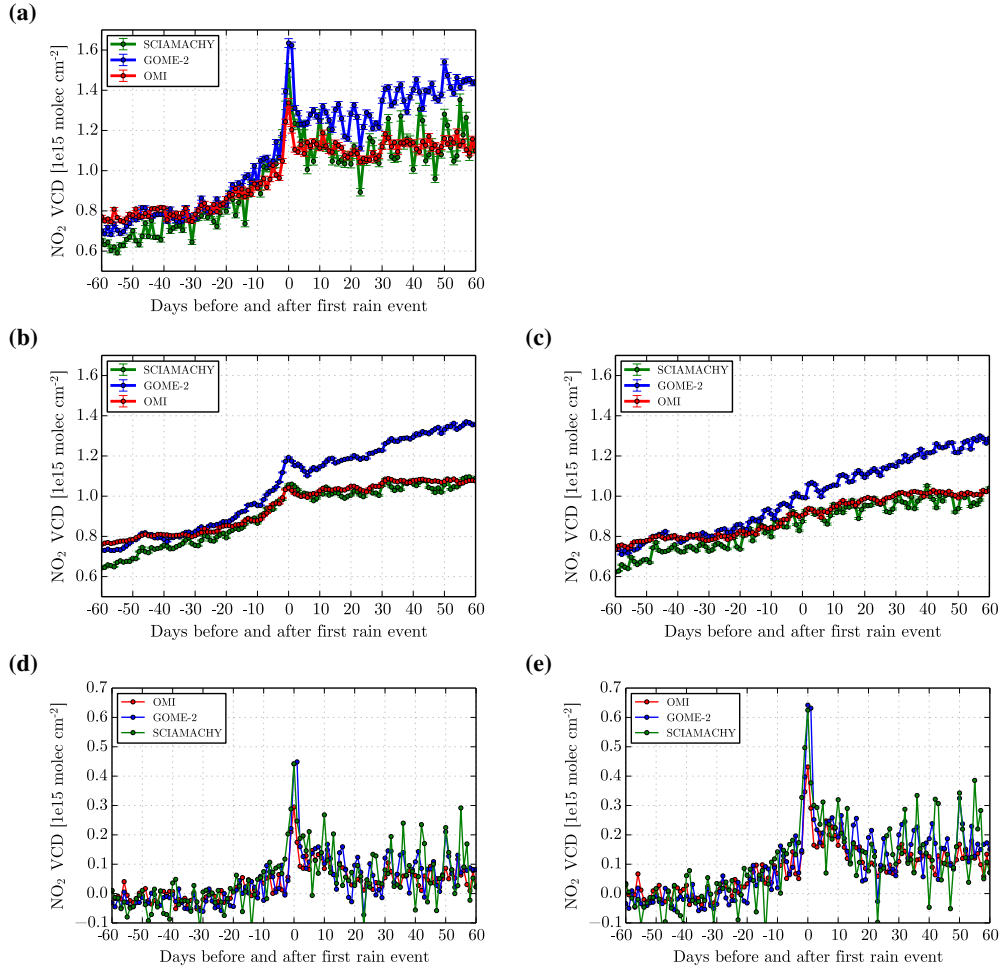 (a)
SCIAMACHY
GOME-2
OMI
NO₂ VCD [1e15 molec cm⁻²]
1.6
1.4
1.2
1.0
0.8
0.6
-60 -50 -40 -30 -20 -10 0 10 20 30 40 50 60
Days before and after first rain event
(b)
SCIAMACHY
GOME-2
OMI
NO₂ VCD [1e15 molec cm⁻²]
1.6
1.4
1.2
1.0
0.8
0.6
-60 -50 -40 -30 -20 -10 0 10 20 30 40 50 60
Days before and after first rain event
(c)
SCIAMACHY
GOME-2
OMI
NO₂ VCD [1e15 molec cm⁻²]
1.6
1.4
1.2
1.0
0.8
0.6
-60 -50 -40 -30 -20 -10 0 10 20 30 40 50 60
Days before and after first rain event
(d)
OMI
GOME-2
SCIAMACHY
NO₂ VCD [1e15 molec cm⁻²]
0.7
0.6
0.5
0.4
0.3
0.2
0.1
0.0
−0.1
-60 -50 -40 -30 -20 -10 0 10 20 30 40 50 60
Days before and after first rain event
(e)
OMI
GOME-2
SCIAMACHY
NO₂ VCD [1e15 molec cm⁻²]
0.7
0.6
0.5
0.4
0.3
0.2
0.1
0.0
−0.1
-60 -50 -40 -30 -20 -10 0 10 20 30 40 50 60
Days before and after first rain event